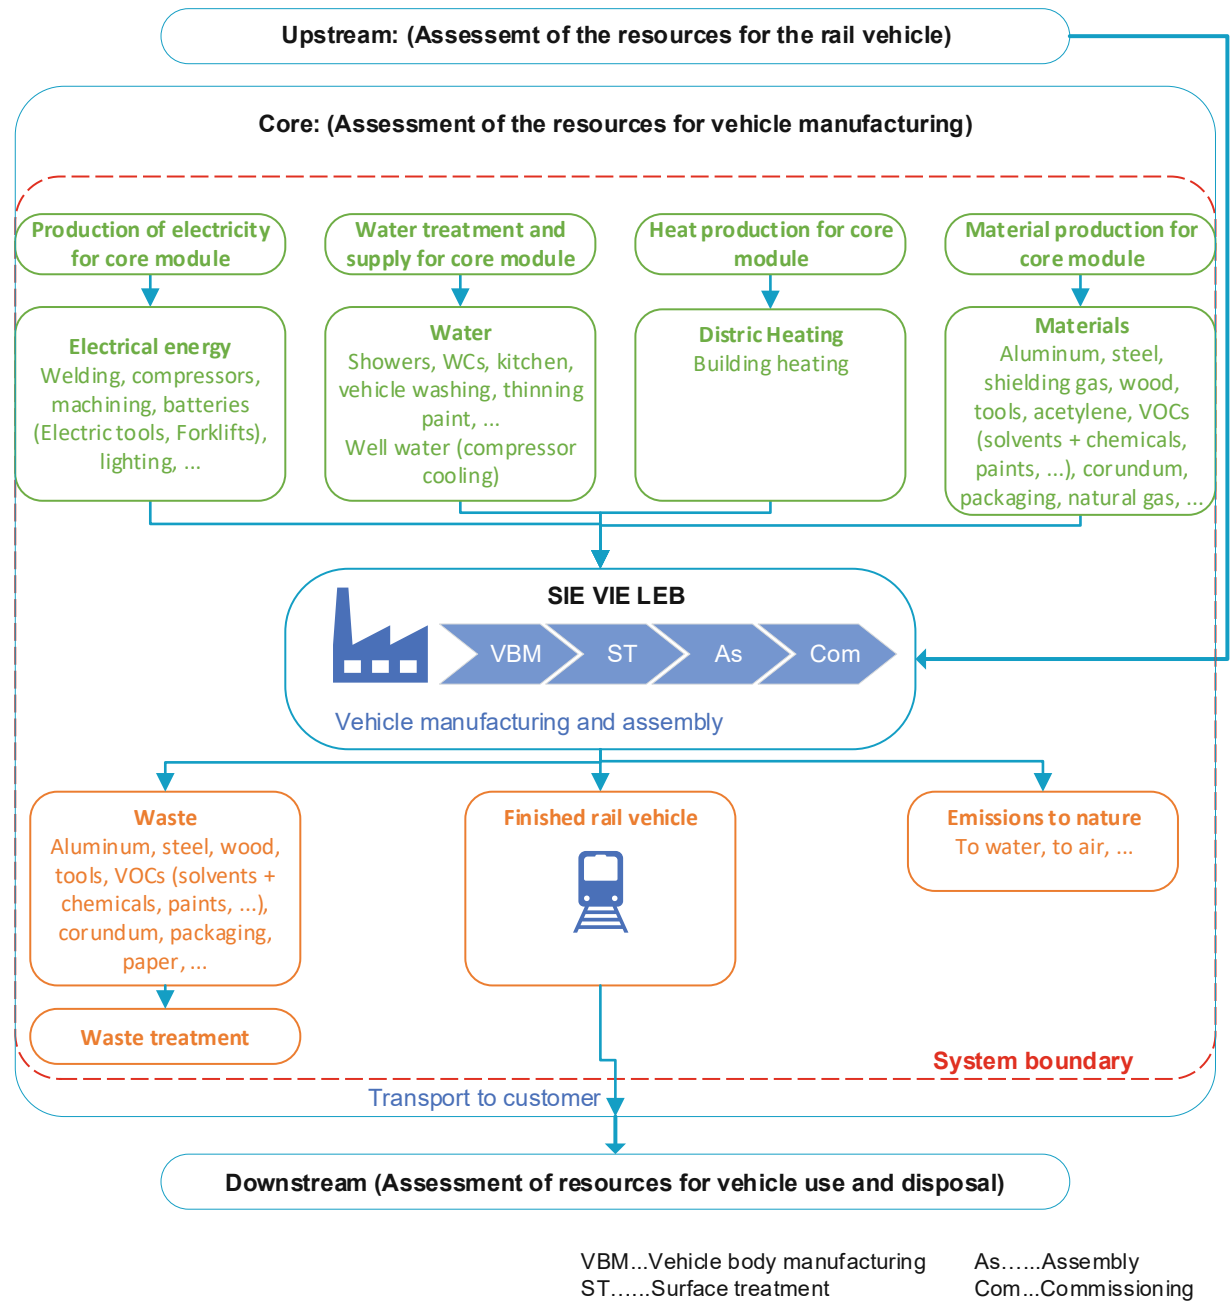 Upstream: (Assessemt of the resources for the rail vehicle)
Core: (Assessment of the resources for vehicle manufacturing)
Production of electricity
for core module
Water treatment and
supply for core module
Heat production for core
module
Material production for
core module
Electrical energy
Welding, compressors,
machining, batteries
(Electric tools, Forklifts),
lighting, ...
Water
Showers, WCs, kitchen,
vehicle washing, thinning
paint, ...
Well water (compressor
cooling)
Distric Heating
Building heating
Materials
Aluminum, steel,
shielding gas, wood,
tools, acetylene, VOCs
(solvents + chemicals,
paints, ...), corundum,
packaging, natural gas, ...
SIE VIE LEB
VBM
ST
As
Com
Vehicle manufacturing and assembly
Waste
Aluminum, steel, wood,
tools, VOCs (solvents +
chemicals, paints, ...),
corundum, packaging,
paper, ...
Finished rail vehicle
Emissions to nature
To water, to air, ...
Waste treatment
System boundary
Transport to customer
Downstream (Assessment of resources for vehicle use and disposal)
VBM...Vehicle body manufacturing
As......Assembly
ST......Surface treatment
Com...Commissioning